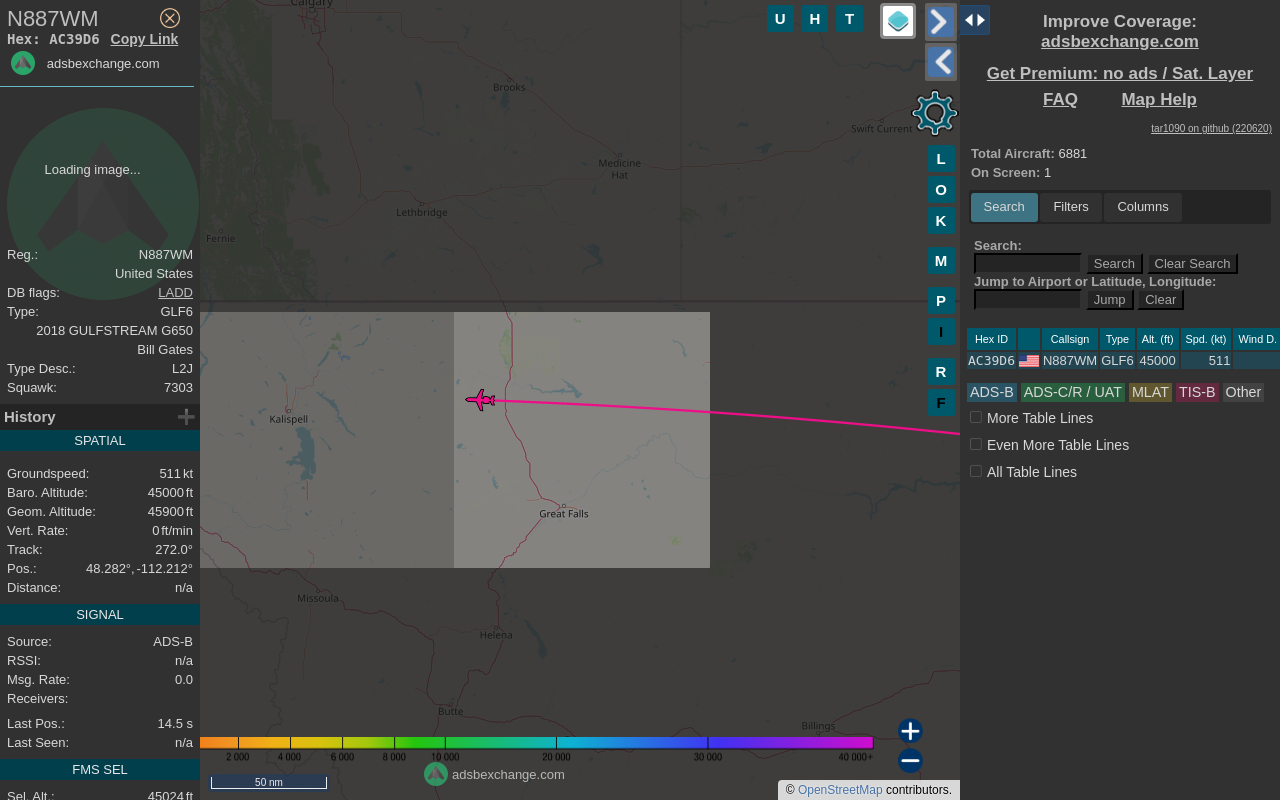 N887WM
Hex: AC39D6 Copy Link
adsbexchange.com
Loading image...
Reg.: N887WM
United States
DB flags: LADD
Type: GLF6
2018 GULFSTREAM G650
Bill Gates
Type Desc.: L2J
Squawk: 7303
History
SPATIAL
Groundspeed: 511 kt
Baro. Altitude: 45000 ft
Geom. Altitude: 45900 ft
Vert. Rate: 0 ft/min
Track: 272.0°
Pos.: 48.282°, -112.212°
Distance: n/a
SIGNAL
Source: ADS-B
RSSI: n/a
Msg. Rate: 0.0
Receivers:
Last Pos.: 14.5 s
Last Seen: n/a
FMS SEL
Sel. Alt.: 45024 ft
Calgary
Brooks
Swift Current
Medicine
Hat
Lethbridge
Fernie
Kalispell
Great Falls
Missoula
Helena
Butte
Billings
2 000 4 000 6 000 8 000 10 000 20 000 30 000 40 000+
50 nm
adsbexchange.com
© OpenStreetMap contributors.
U H T
L
O
K
M
P
I
R
F
Improve Coverage:
adsbexchange.com
Get Premium: no ads / Sat. Layer
FAQ Map Help
tar1090 on github (220620)
Total Aircraft: 6881
On Screen: 1
Search Filters Columns
Search:
Search Clear Search
Jump to Airport or Latitude, Longitude:
Jump Clear
Hex ID Callsign Type Alt. (ft) Spd. (kt) Wind D.
AC39D6 N887WM GLF6 45000 511
ADS-B ADS-C/R / UAT MLAT TIS-B Other
More Table Lines
Even More Table Lines
All Table Lines